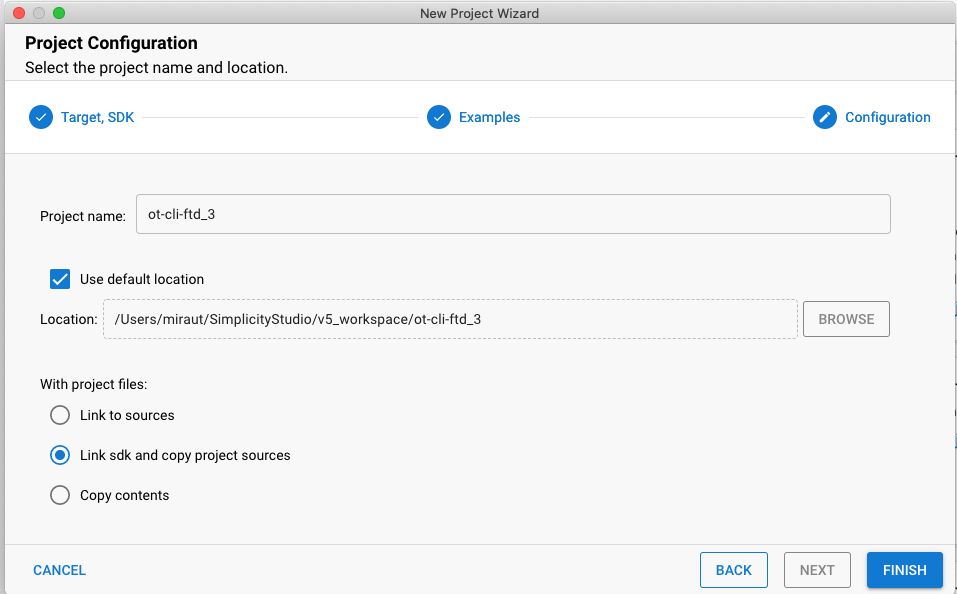 New Project Wizard
Project Configuration
Select the project name and location.
Target, SDK
Examples
Configuration
Project name:
ot-cli-ftd_3
Use default location
Location:
/Users/miraut/SimplicityStudio/v5_workspace/ot-cli-ftd_3
BROWSE
With project files:
Link to sources
Link sdk and copy project sources
Copy contents
CANCEL
BACK
NEXT
FINISH